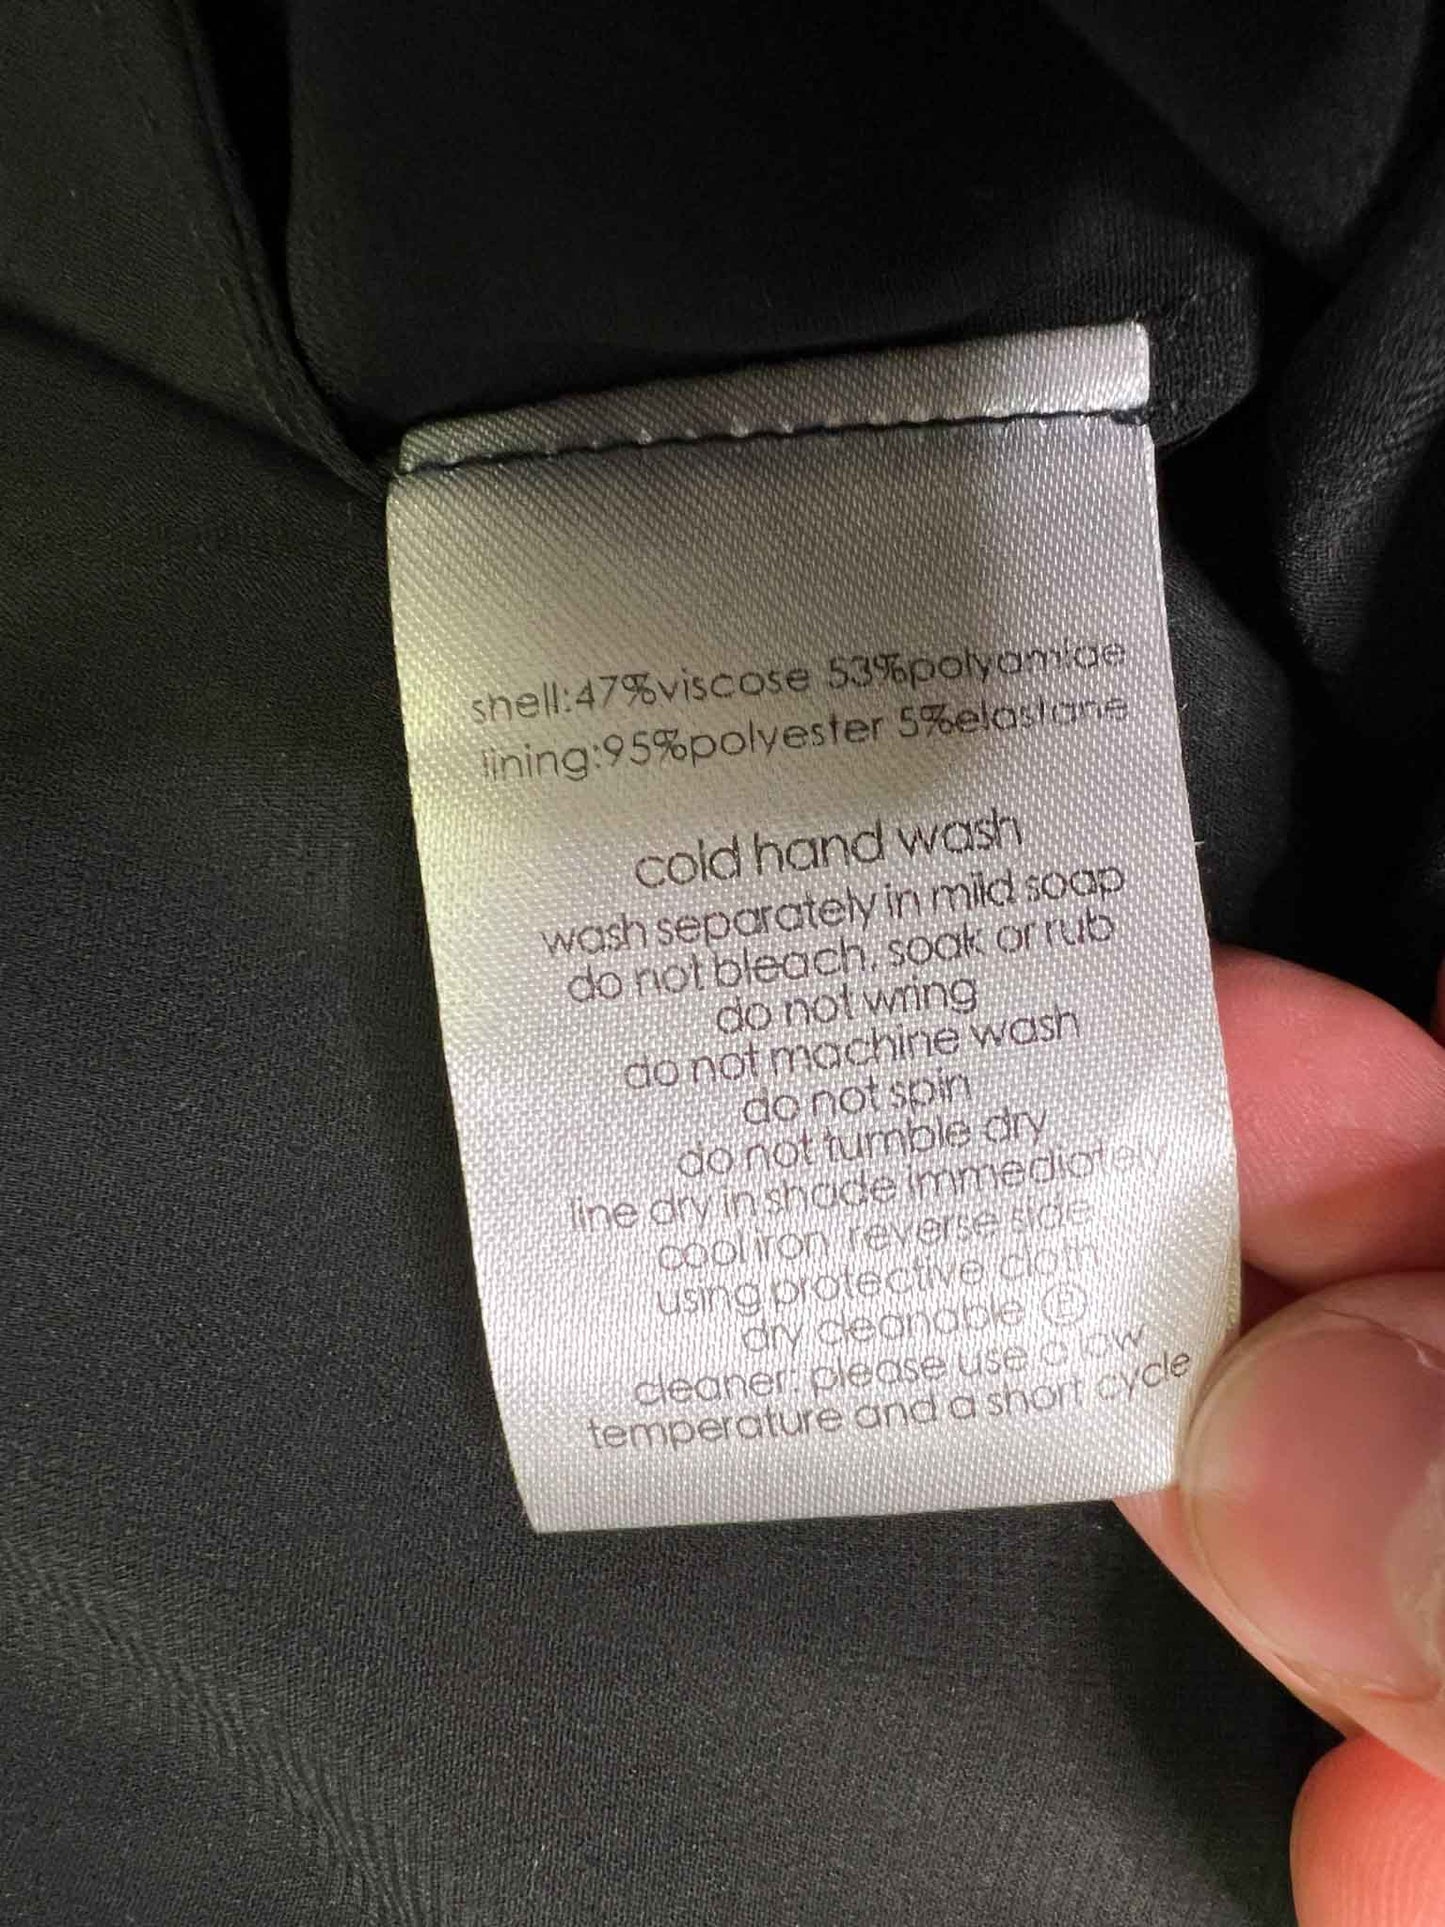 shell:47%viscose 53%polyamide
lining:95%polyester 5%elastane
cold hand wash
wash separately in mild soap
do not bleach, soak or rub
do not wring
do not machine wash
do not spin
do not tumble dry
line dry in shade immediately
cool iron reverse side
using protective cloth
dry cleanable Ⓟ
cleaner: please use a low
temperature and a short cycle